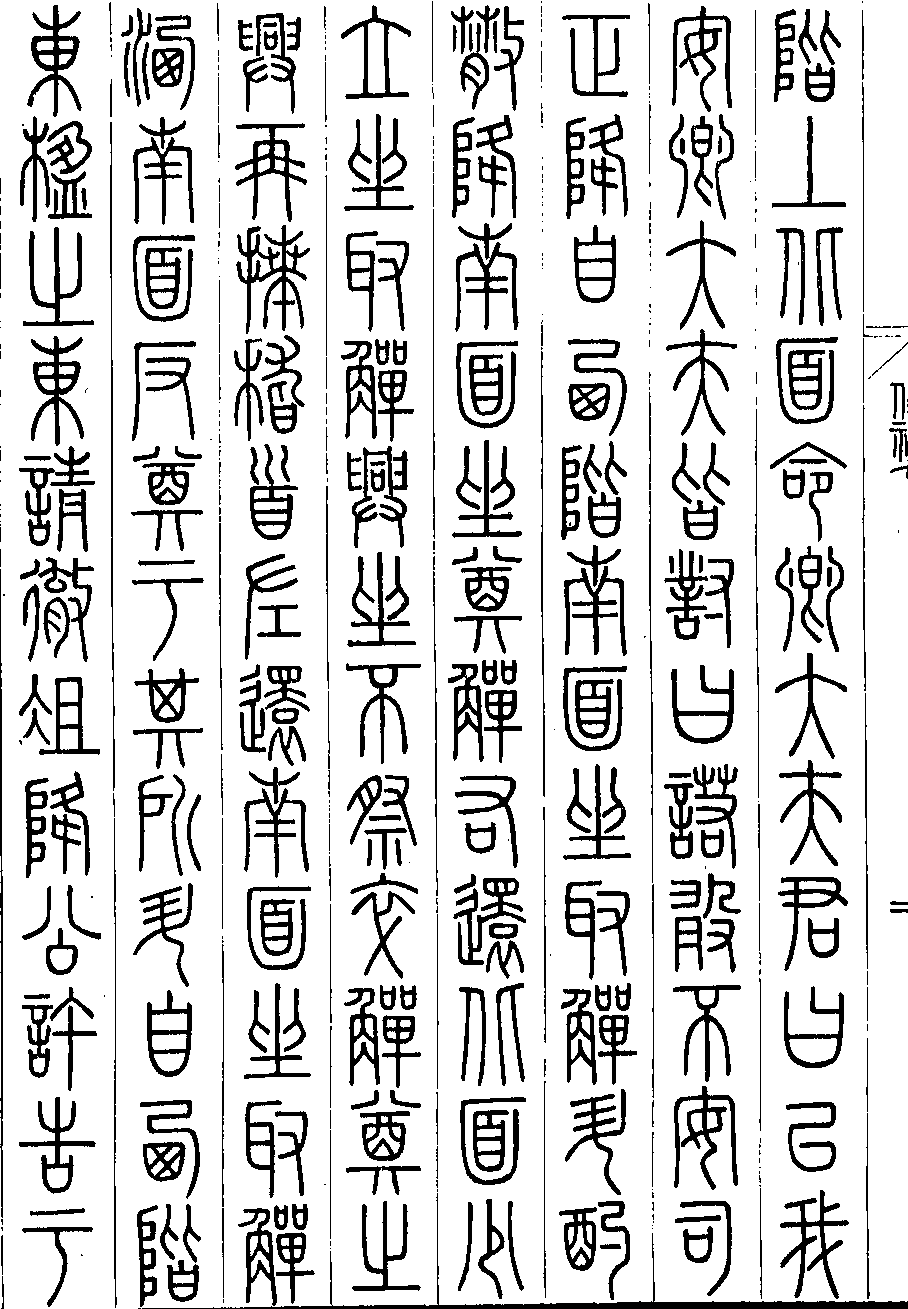 階上北面命卿大夫君曰以我
安卿大夫皆對曰諾敢不安司
正降自西階南面坐取觶升酌
散降南面坐奠觶右還北面少
立坐取觶興坐不祭卒觶奠之
興再拜稽首左還南面坐取觶
洗南面反奠于其所升自西階
東楹之東請徹俎降公許告于